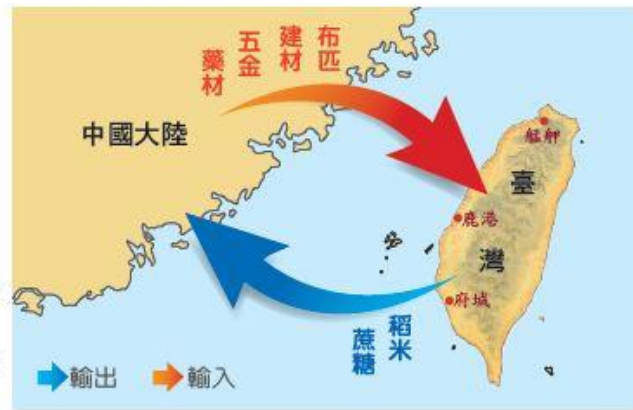 布匹
建材
五金
藥材
中國大陸
艋舺
臺
鹿港
灣
府城
稻米
蔗糖
輸出
輸入